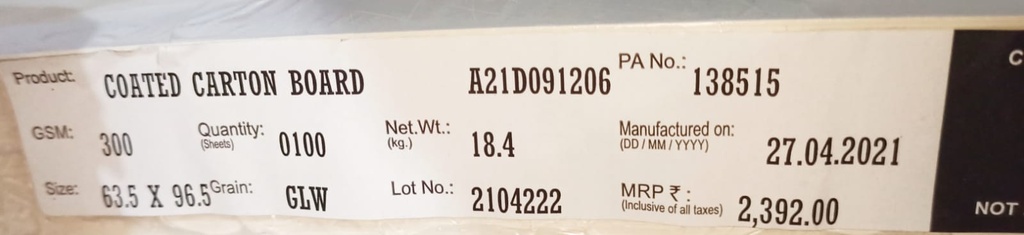 Product: COATED CARTON BOARD A21D091206 PA No.: 138515
GSM: 300 Quantity: (Sheets) 0100 Net.Wt.: (kg.) 18.4 Manufactured on: (DD / MM / YYYY) 27.04.2021
Size: 63.5 X 96.5 Grain: GLW Lot No.: 2104222 MRP ₹ : (Inclusive of all taxes) 2,392.00
C
NOT